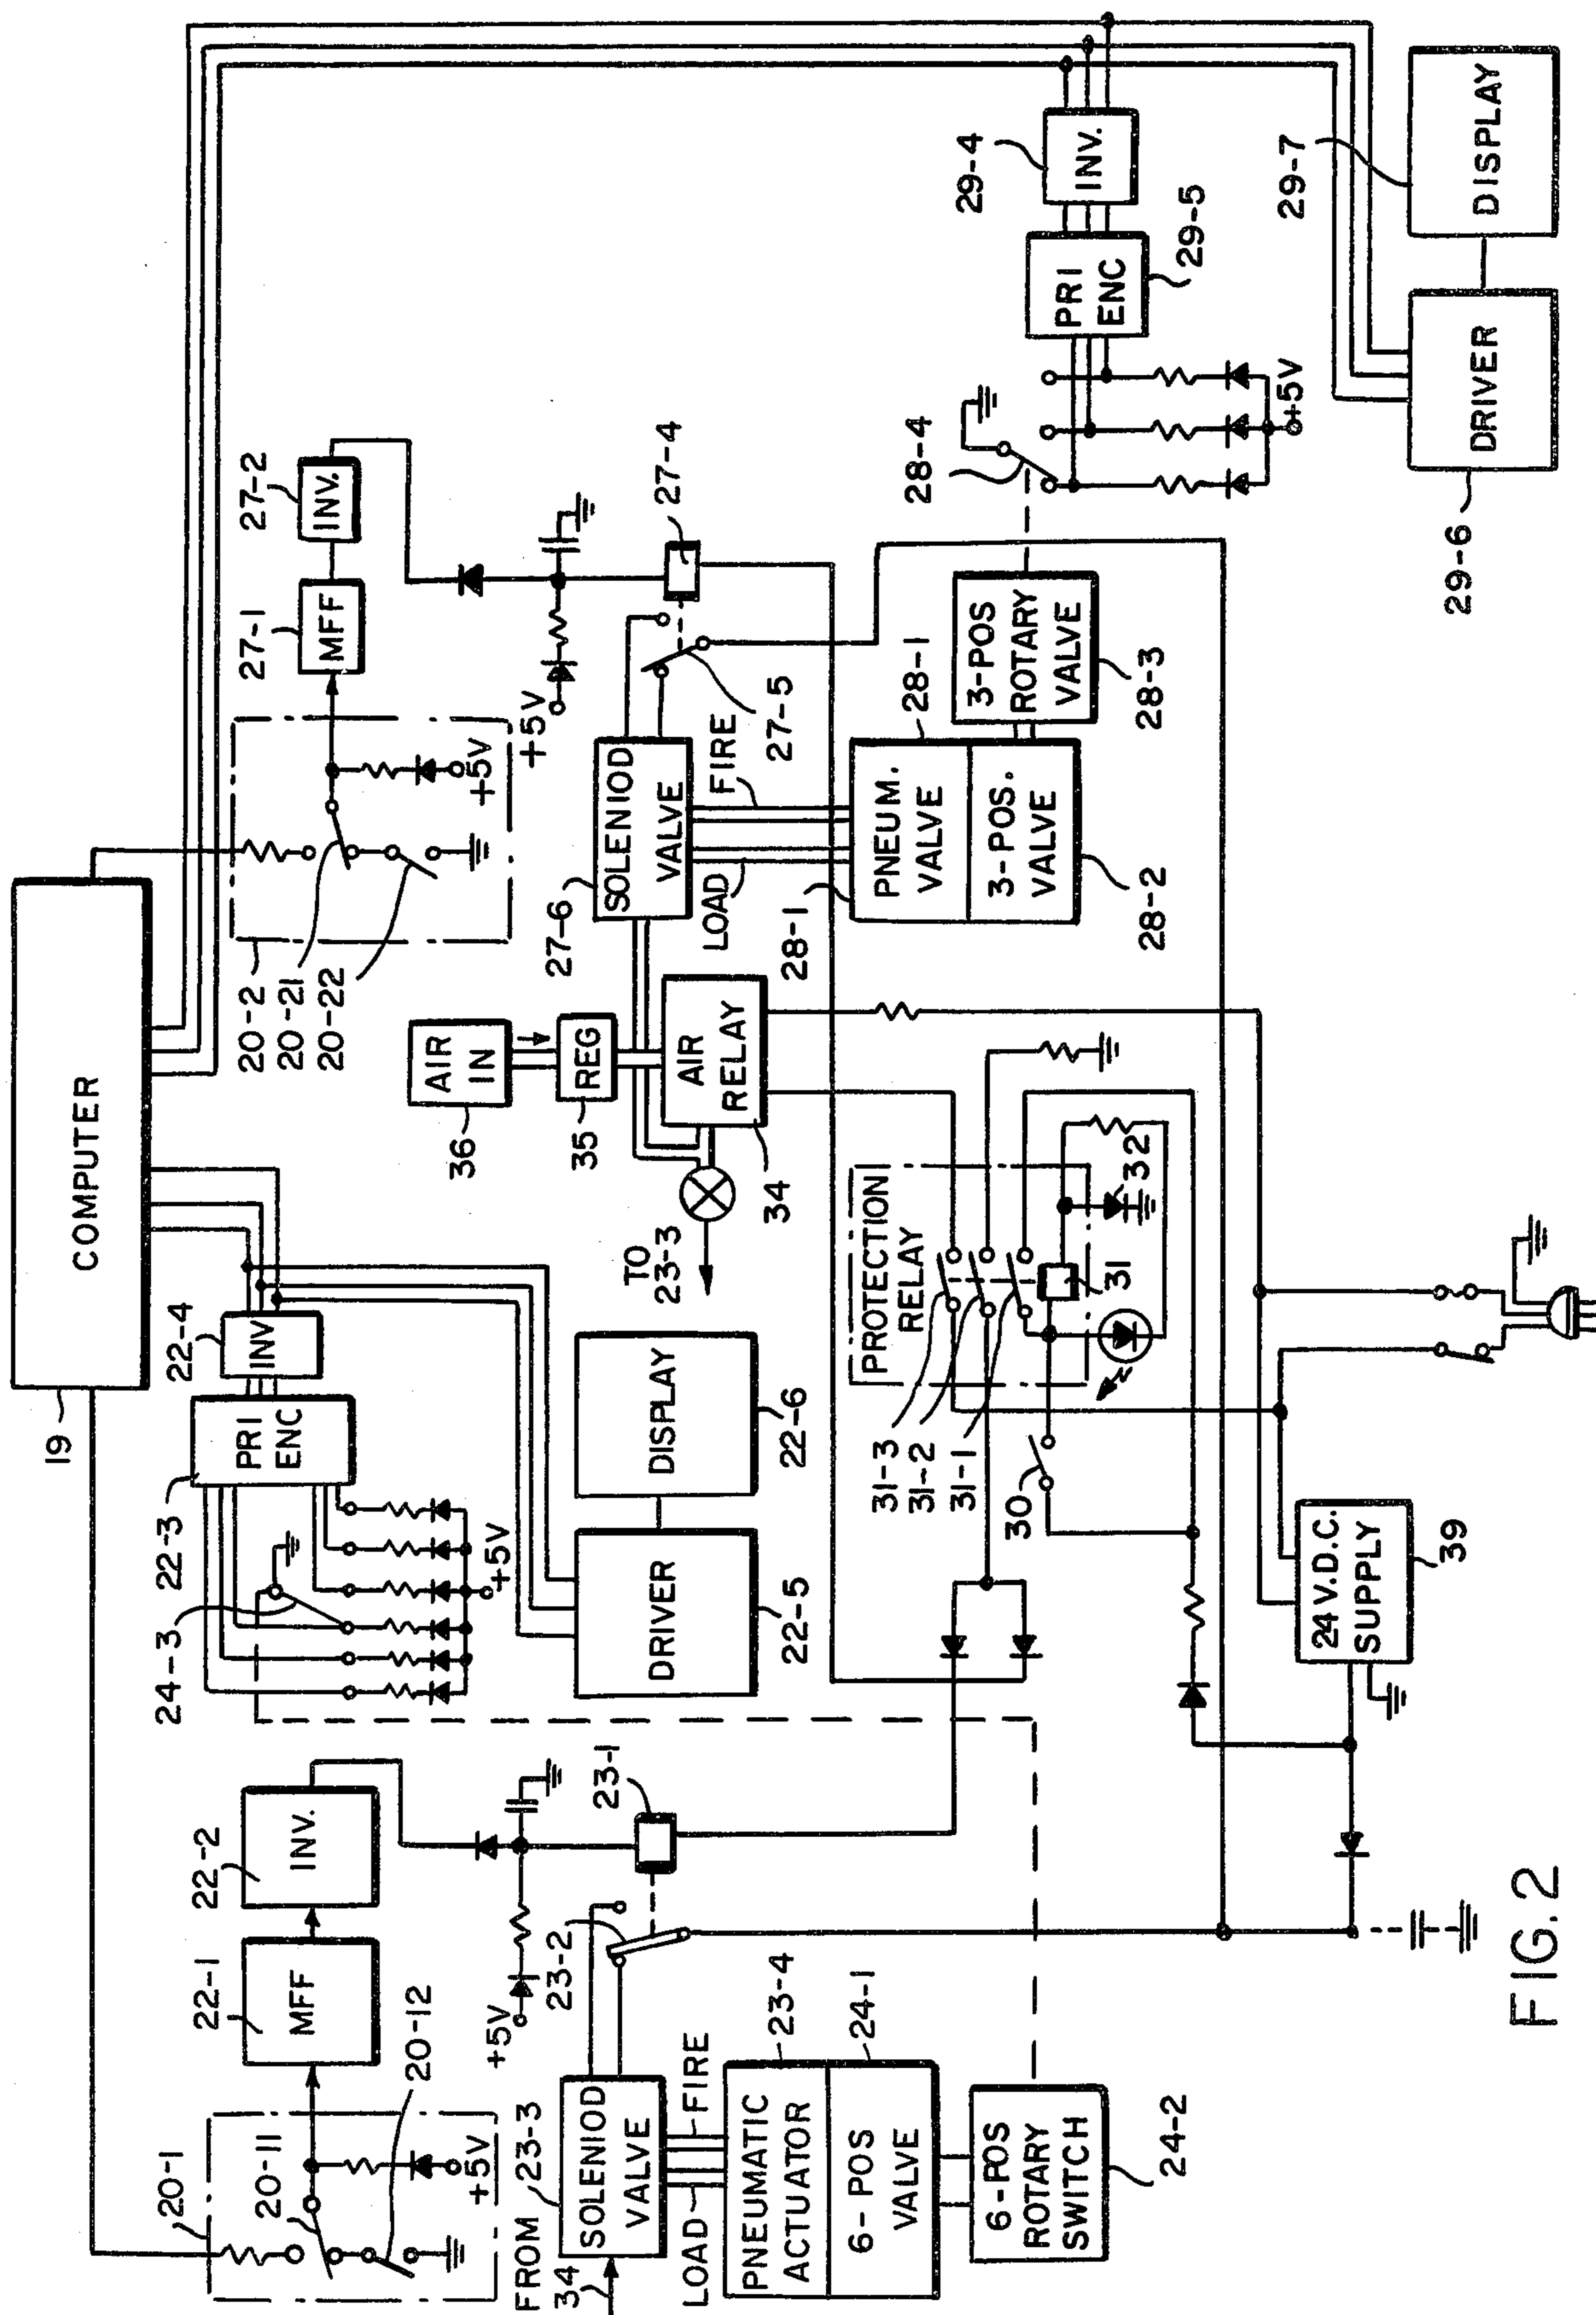 COMPUTER
19
20-1
20-11
20-12
+5V
22-1
MFF
22-2
INV.
24-3
22-3
PRI
ENC
22-4
INV
+5V
20-2
20-21
20-22
+5V
27-1
MFF
27-2
INV.
+5V
23-1
23-2
FROM
34
23-3
SOLENIOD
VALVE
LOAD
FIRE
PNEUMATIC
ACTUATOR
23-4
6-POS
VALVE
24-1
6-POS
ROTARY
SWITCH
24-2
DRIVER
22-5
DISPLAY
22-6
36
AIR
IN
35
REG
AIR
RELAY
34
TO
23-3
27-6
SOLENIOD
VALVE
+5V
27-4
27-5
LOAD
FIRE
28-1
28-1
PNEUM.
VALVE
3-POS.
VALVE
28-2
3-POS
ROTARY
VALVE
28-3
28-4
+5V
PRI
ENC
29-5
29-4
INV.
PROTECTION
RELAY
31-3
31-2
31-1
30
31
32
24 V.D.C.
SUPPLY
39
DRIVER
29-6
DISPLAY
29-7
FIG. 2